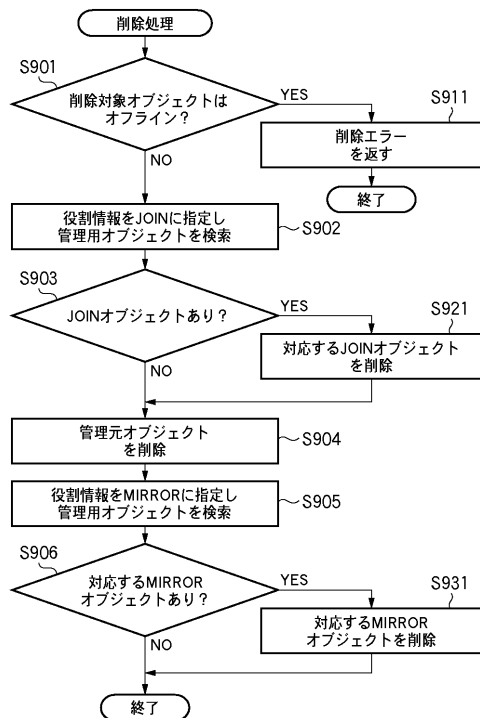 削除処理
S901
削除対象オブジェクトは
オフライン？
YES
S911
削除エラー
を返す
終了
NO
役割情報をJOINに指定し
管理用オブジェクトを検索
S902
S903
JOINオブジェクトあり？
YES
S921
対応するJOINオブジェクト
を削除
NO
管理元オブジェクト
を削除
S904
役割情報をMIRRORに指定し
管理用オブジェクトを検索
S905
S906
対応するMIRROR
オブジェクトあり？
YES
S931
対応するMIRROR
オブジェクトを削除
NO
終了